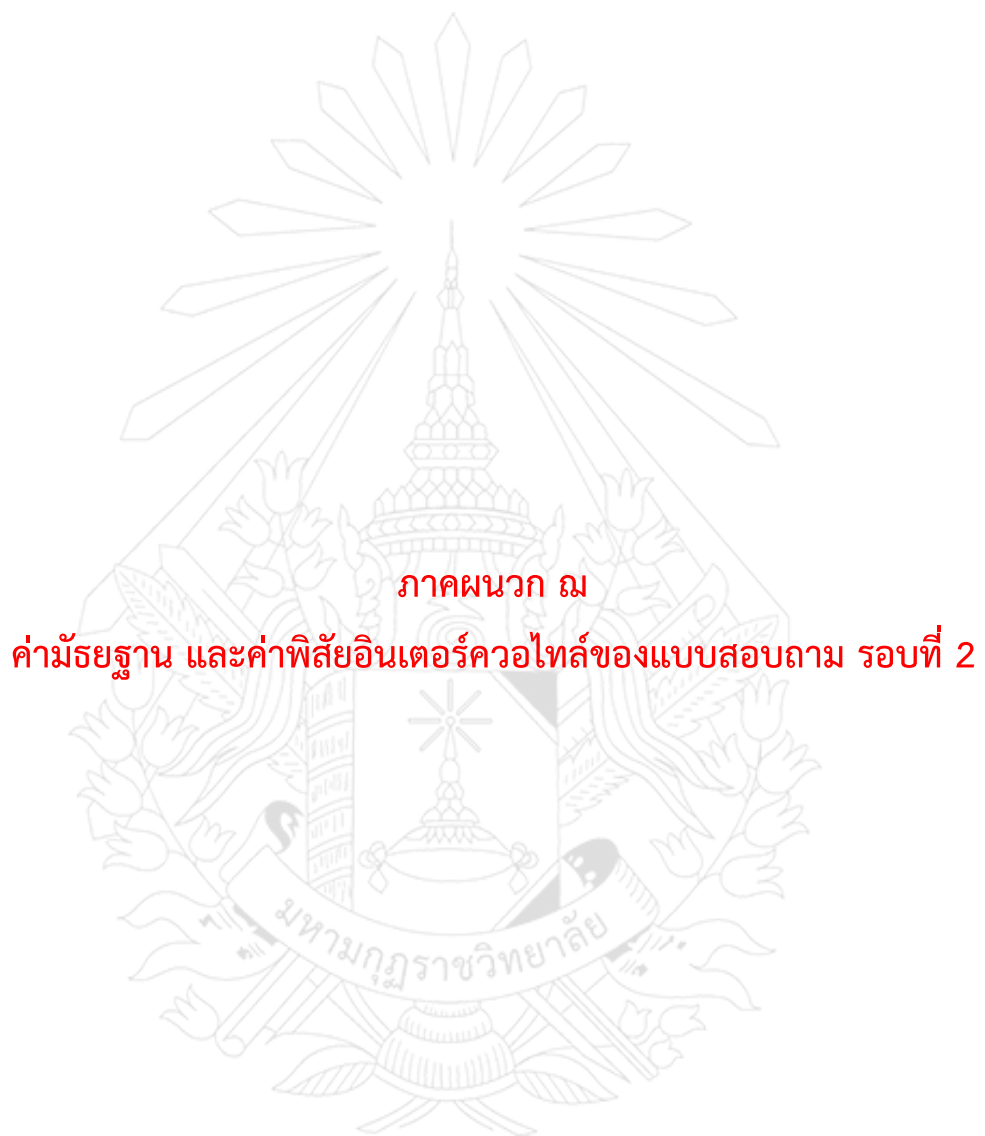 ภาคผนวก ฌ
ค่ามัธยฐาน และค่าพิสัยอินเตอร์ควอไทล์ของแบบสอบถาม รอบที่ 2
มหามกุฏราชวิทยาลัย